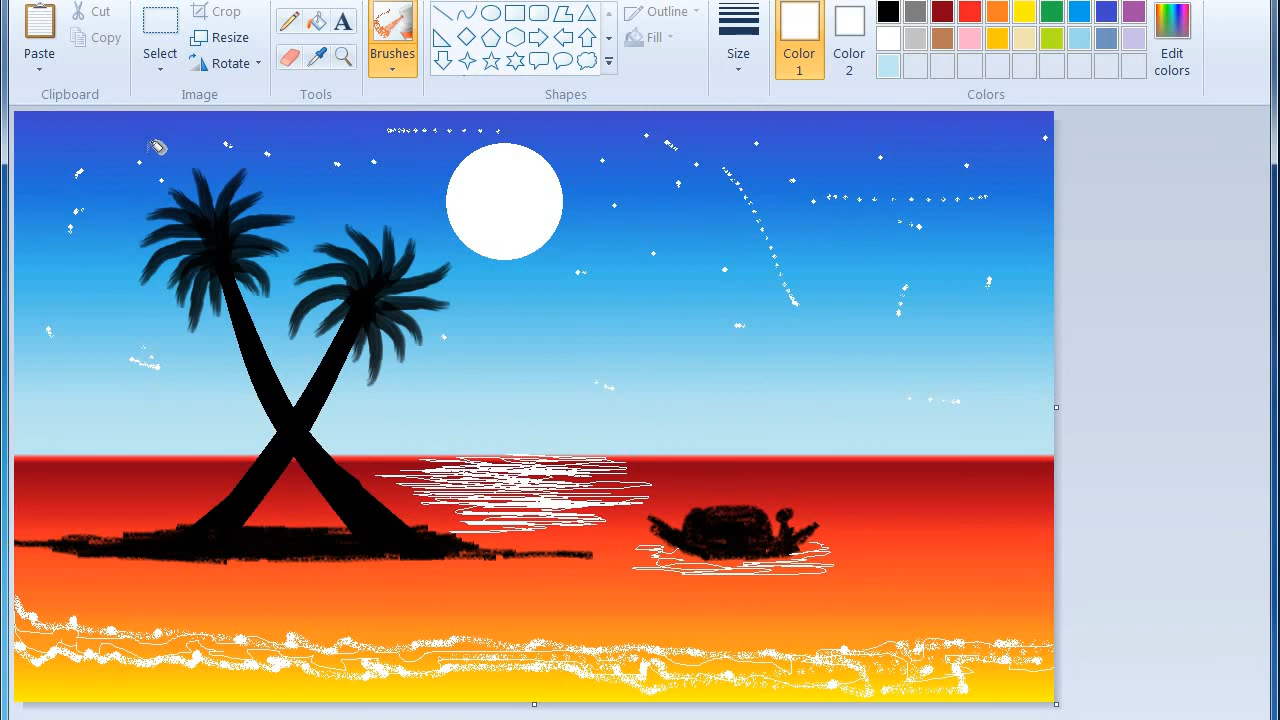 Cut
Crop
Outline
Copy
Resize
Fill
Paste
Select
Rotate
A
Brushes
Size
Color
1
Color
2
Edit
colors
Clipboard
Image
Tools
Shapes
Colors